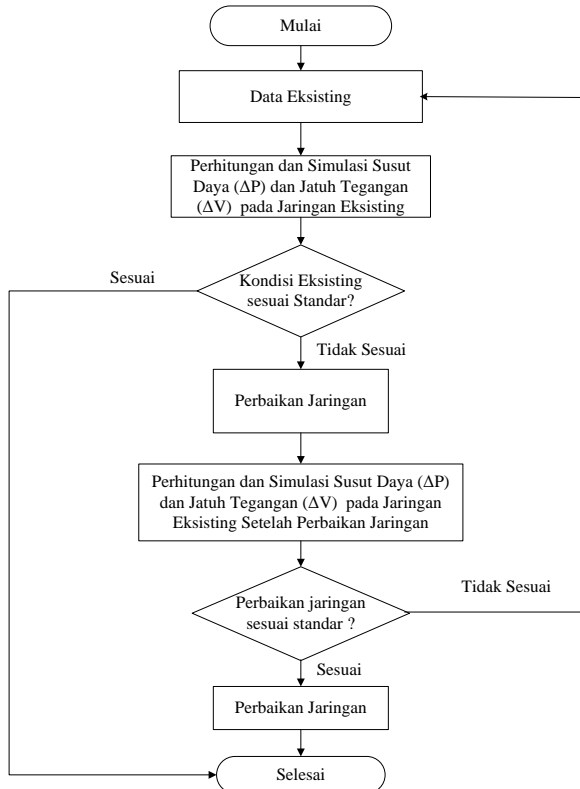 Mulai
Data Eksisting
Perhitungan dan Simulasi Susut
Daya (ΔP) dan Jatuh Tegangan
(ΔV) pada Jaringan Eksisting
Sesuai
Kondisi Eksisting
sesuai Standar?
Tidak Sesuai
Perbaikan Jaringan
Perhitungan dan Simulasi Susut Daya (ΔP)
dan Jatuh Tegangan (ΔV) pada Jaringan
Eksisting Setelah Perbaikan Jaringan
Tidak Sesuai
Perbaikan jaringan
sesuai standar ?
Sesuai
Perbaikan Jaringan
Selesai